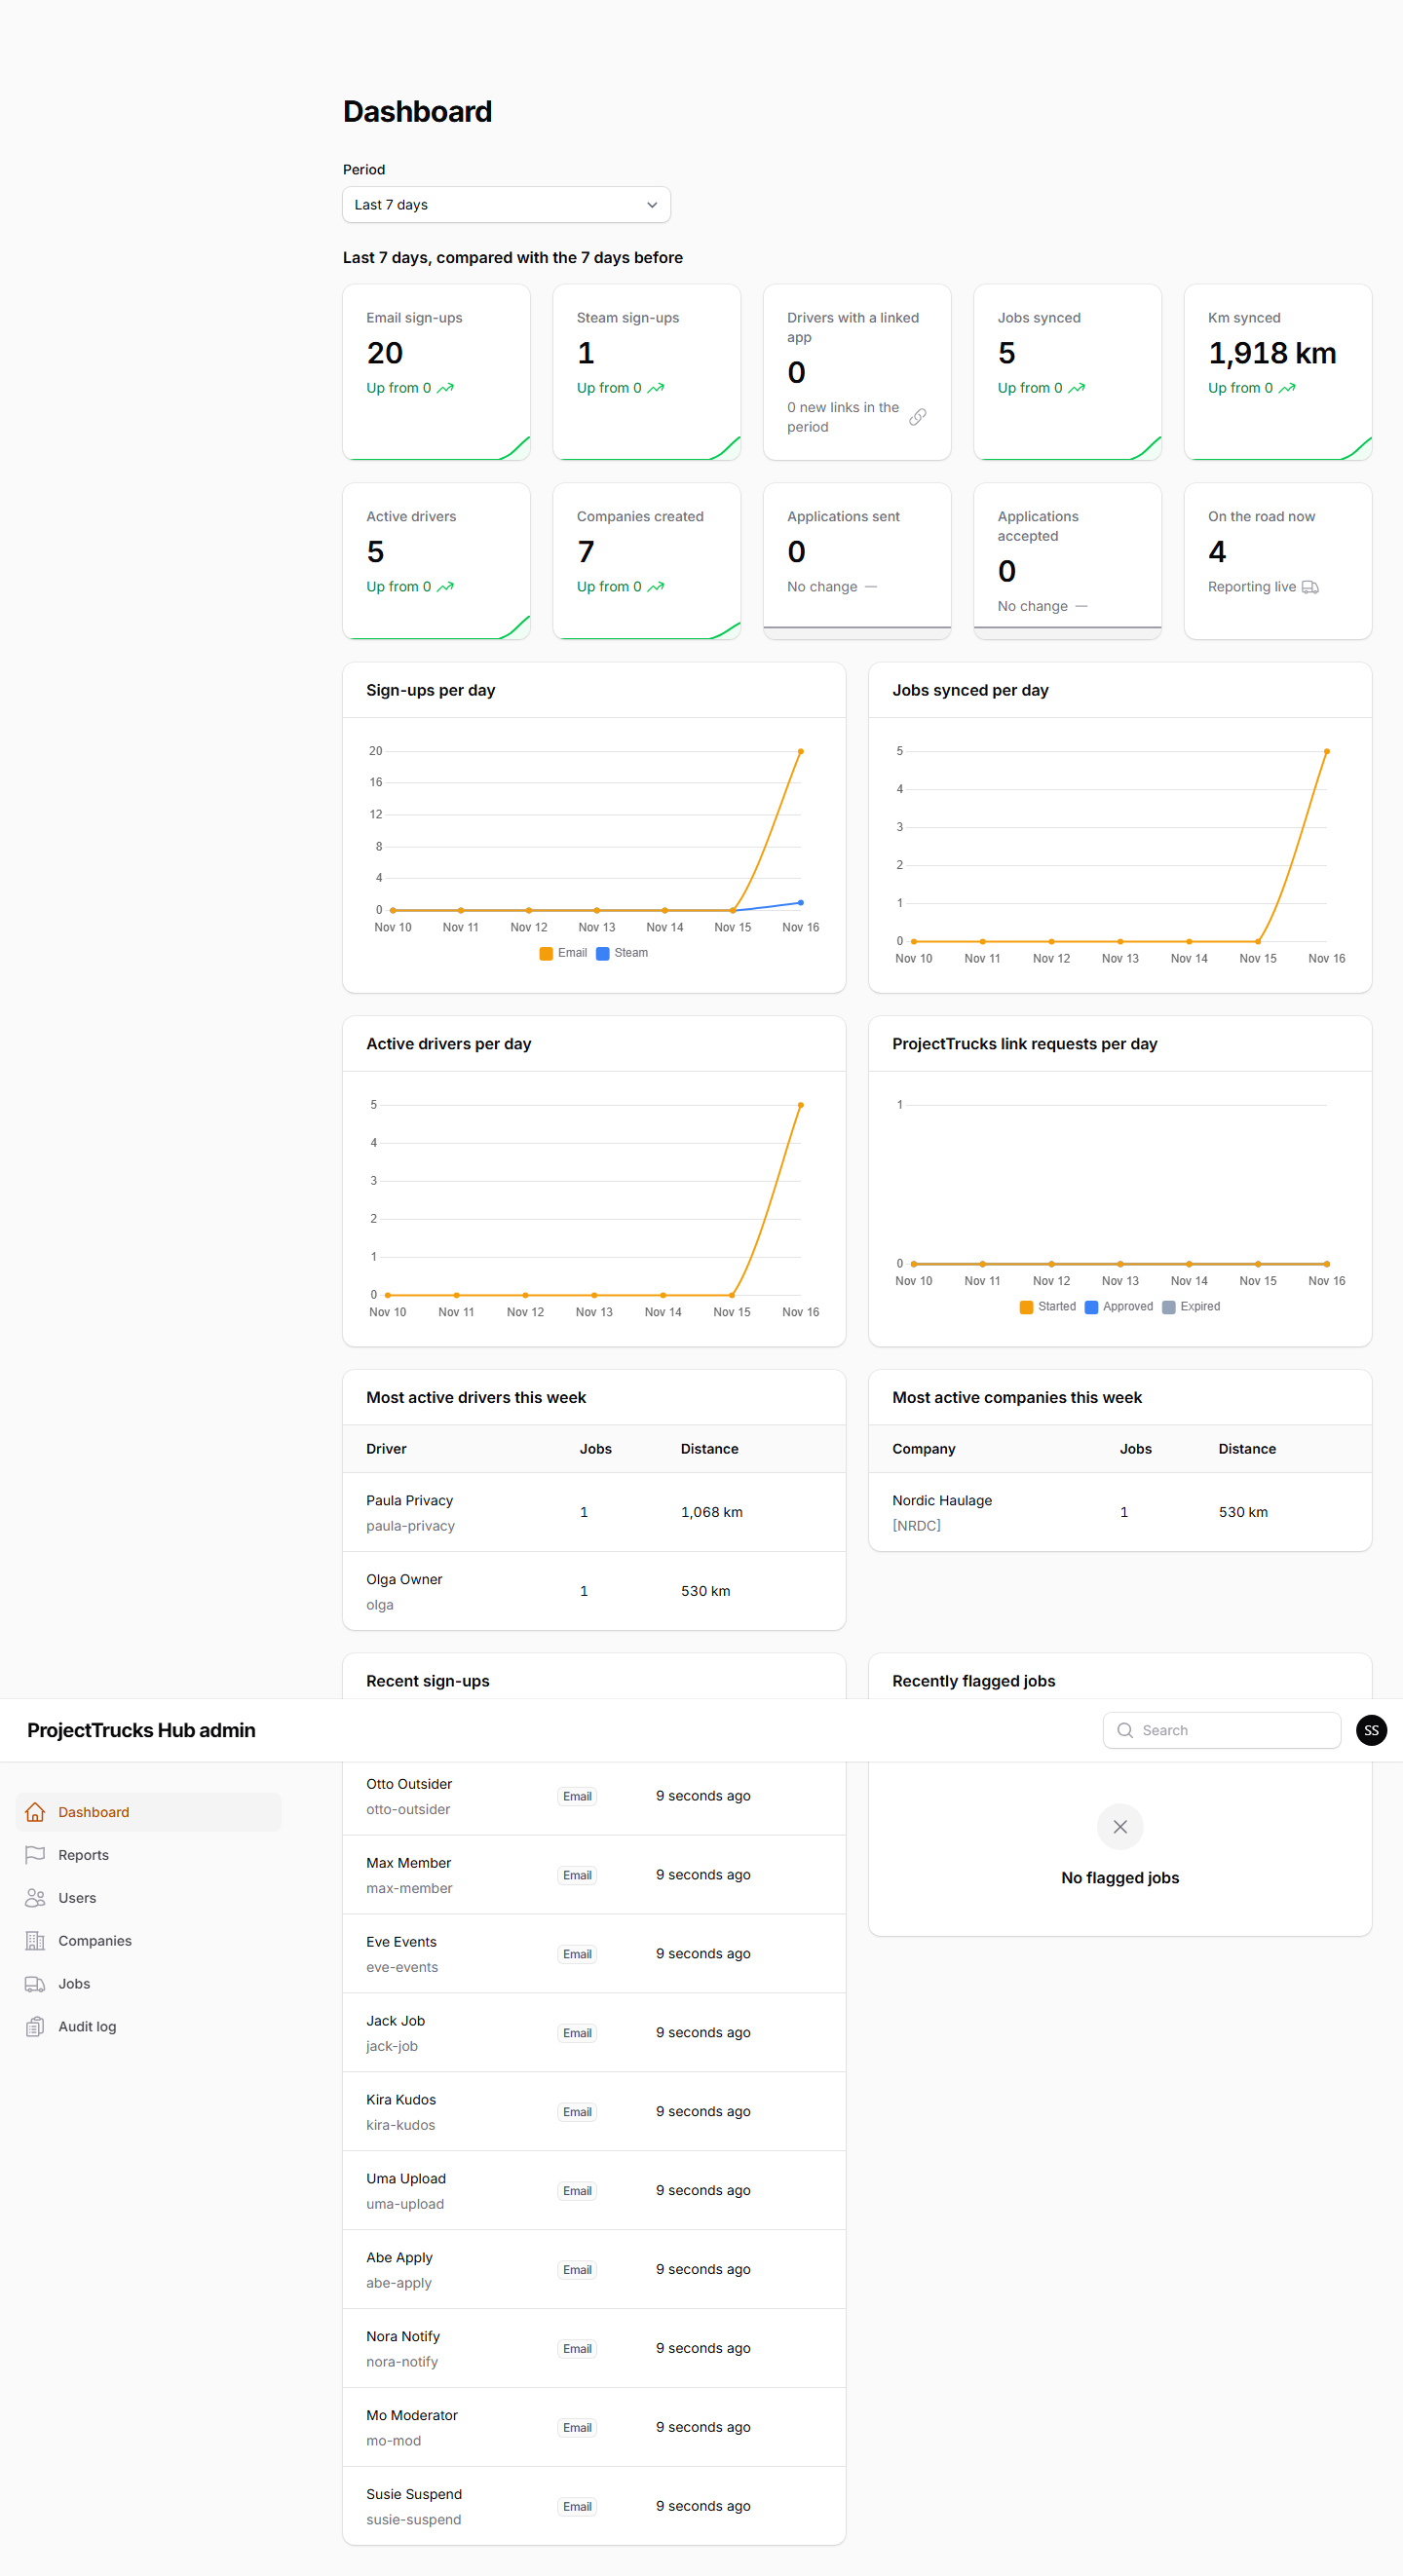 Dashboard
Period
Last 7 days
Last 7 days, compared with the 7 days before
Email sign-ups
20
Up from 0
Steam sign-ups
1
Up from 0
Drivers with a linked
app
0
0 new links in the
period
Jobs synced
5
Up from 0
Km synced
1,918 km
Up from 0
Active drivers
5
Up from 0
Companies created
7
Up from 0
Applications sent
0
No change
Applications
accepted
0
No change
On the road now
4
Reporting live
Sign-ups per day
20
16
12
8
4
0
Nov 10 Nov 11 Nov 12 Nov 13 Nov 14 Nov 15 Nov 16
Email Steam
Jobs synced per day
5
4
3
2
1
0
Nov 10 Nov 11 Nov 12 Nov 13 Nov 14 Nov 15 Nov 16
Active drivers per day
5
4
3
2
1
0
Nov 10 Nov 11 Nov 12 Nov 13 Nov 14 Nov 15 Nov 16
ProjectTrucks link requests per day
1
0
Nov 10 Nov 11 Nov 12 Nov 13 Nov 14 Nov 15 Nov 16
Started Approved Expired
Most active drivers this week
Driver Jobs Distance
Paula Privacy
paula-privacy
1 1,068 km
Olga Owner
olga
1 530 km
Most active companies this week
Company Jobs Distance
Nordic Haulage
[NRDC]
1 530 km
Recent sign-ups
Recently flagged jobs
ProjectTrucks Hub admin
Search
SS
Dashboard
Reports
Users
Companies
Jobs
Audit log
Otto Outsider
otto-outsider
Email 9 seconds ago
Max Member
max-member
Email 9 seconds ago
Eve Events
eve-events
Email 9 seconds ago
Jack Job
jack-job
Email 9 seconds ago
Kira Kudos
kira-kudos
Email 9 seconds ago
Uma Upload
uma-upload
Email 9 seconds ago
Abe Apply
abe-apply
Email 9 seconds ago
Nora Notify
nora-notify
Email 9 seconds ago
Mo Moderator
mo-mod
Email 9 seconds ago
Susie Suspend
susie-suspend
Email 9 seconds ago
No flagged jobs